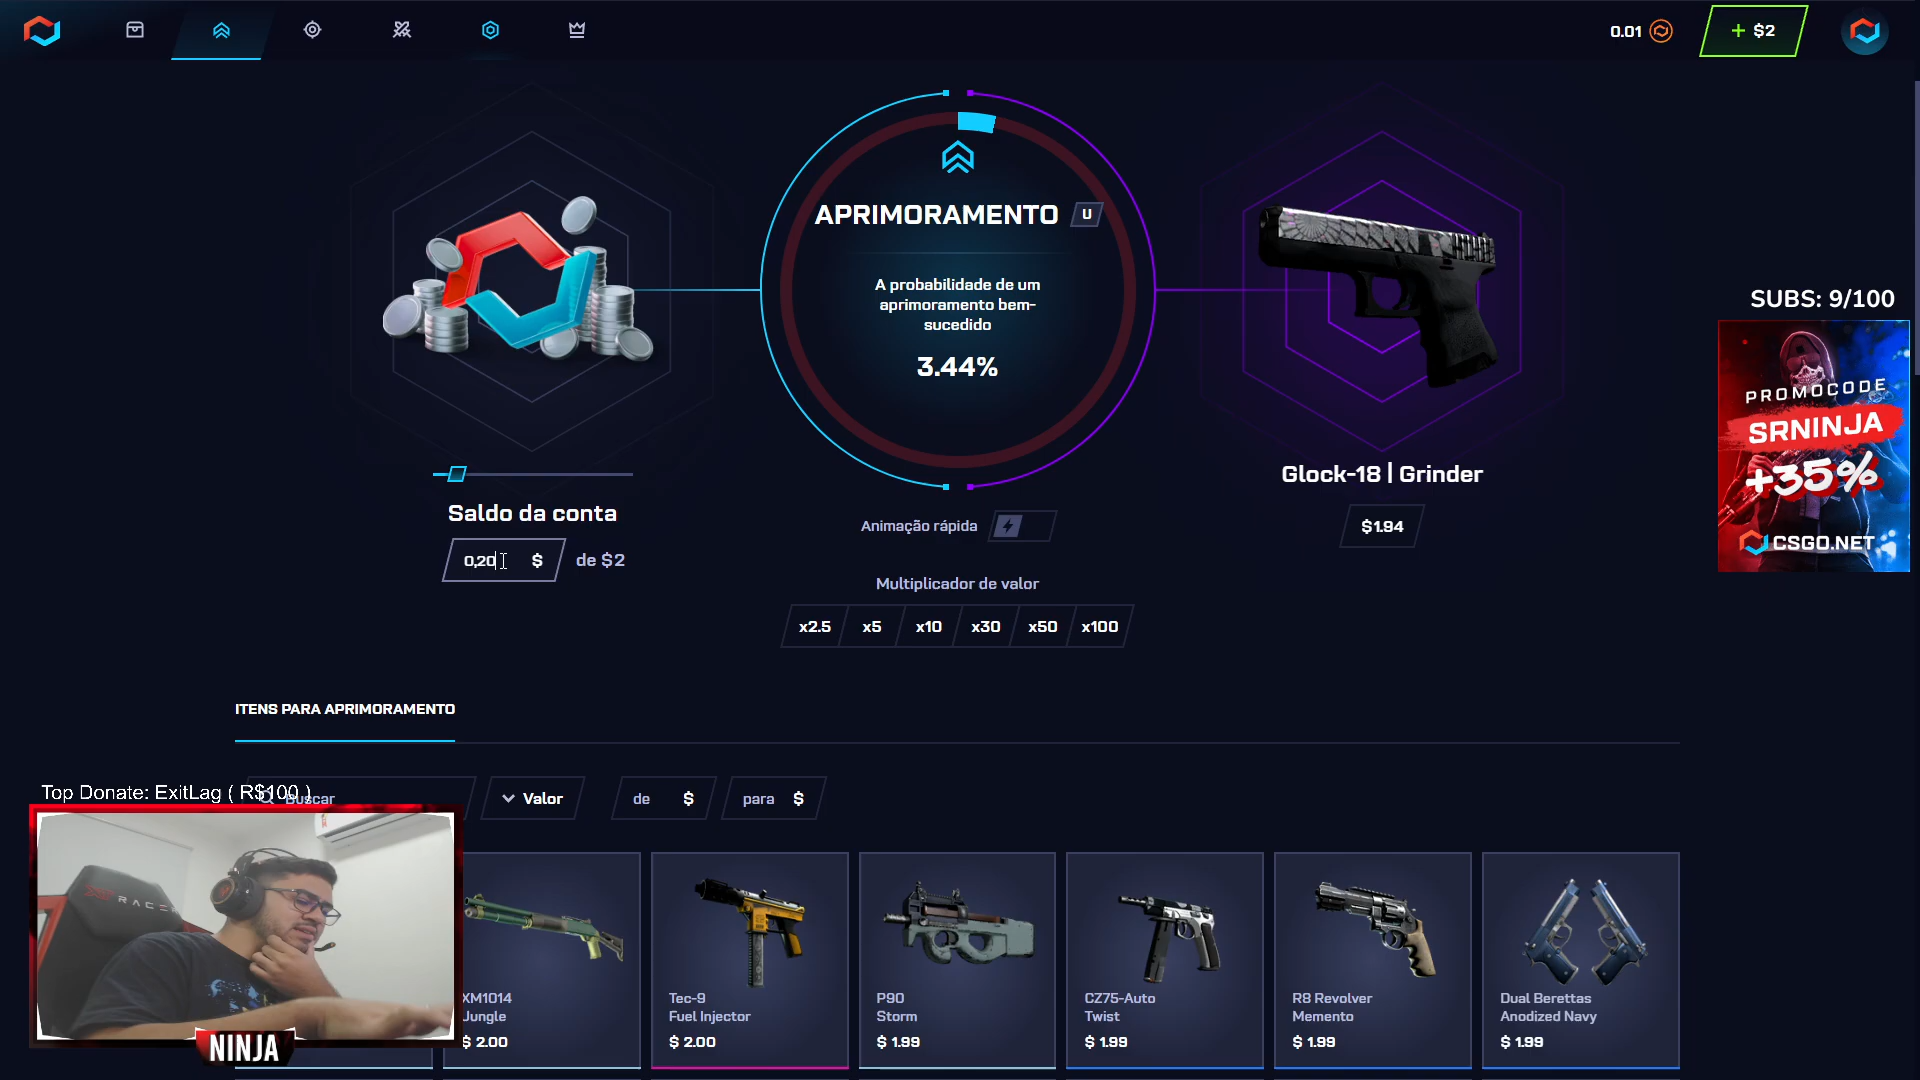 0.01
+ $2
APRIMORAMENTO U
A probabilidade de um
aprimoramento bem-
sucedido
3.44%
Saldo da conta
0,20 $ de $2
Animação rápida
Multiplicador de valor
x2.5 x5 x10 x30 x50 x100
Glock-18 | Grinder
$1.94
SUBS: 9/100
PROMOCODE
SRNINJA
+35%
CSGO.NET
ITENS PARA APRIMORAMENTO
Top Donate: ExitLag ( R$100 )
Buscar
Valor
de $
para $
XM1014
Jungle
$ 2.00
Tec-9
Fuel Injector
$ 2.00
P90
Storm
$ 1.99
CZ75-Auto
Twist
$ 1.99
R8 Revolver
Memento
$ 1.99
Dual Berettas
Anodized Navy
$ 1.99
NINJA